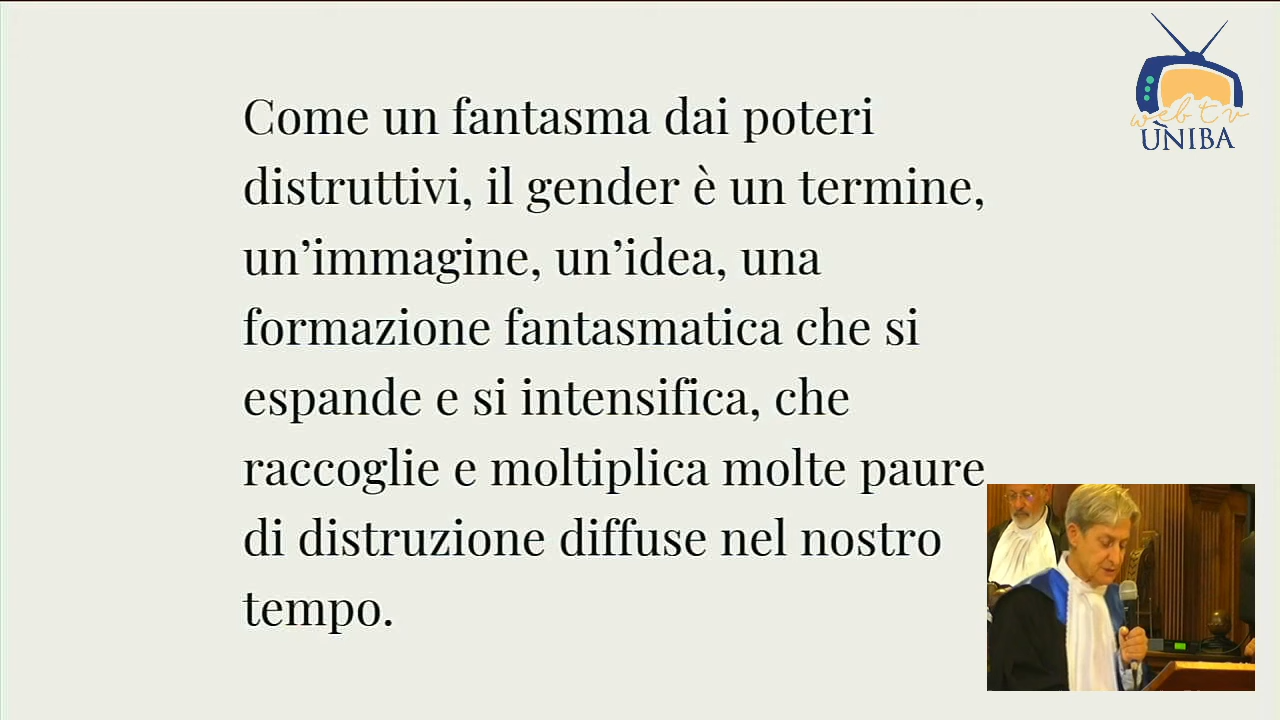 Come un fantasma dai poteri
distruttivi, il gender è un termine,
un’immagine, un’idea, una
formazione fantasmatica che si
espande e si intensifica, che
raccoglie e moltiplica molte paure
di distruzione diffuse nel nostro
tempo.
web tv
UNIBA